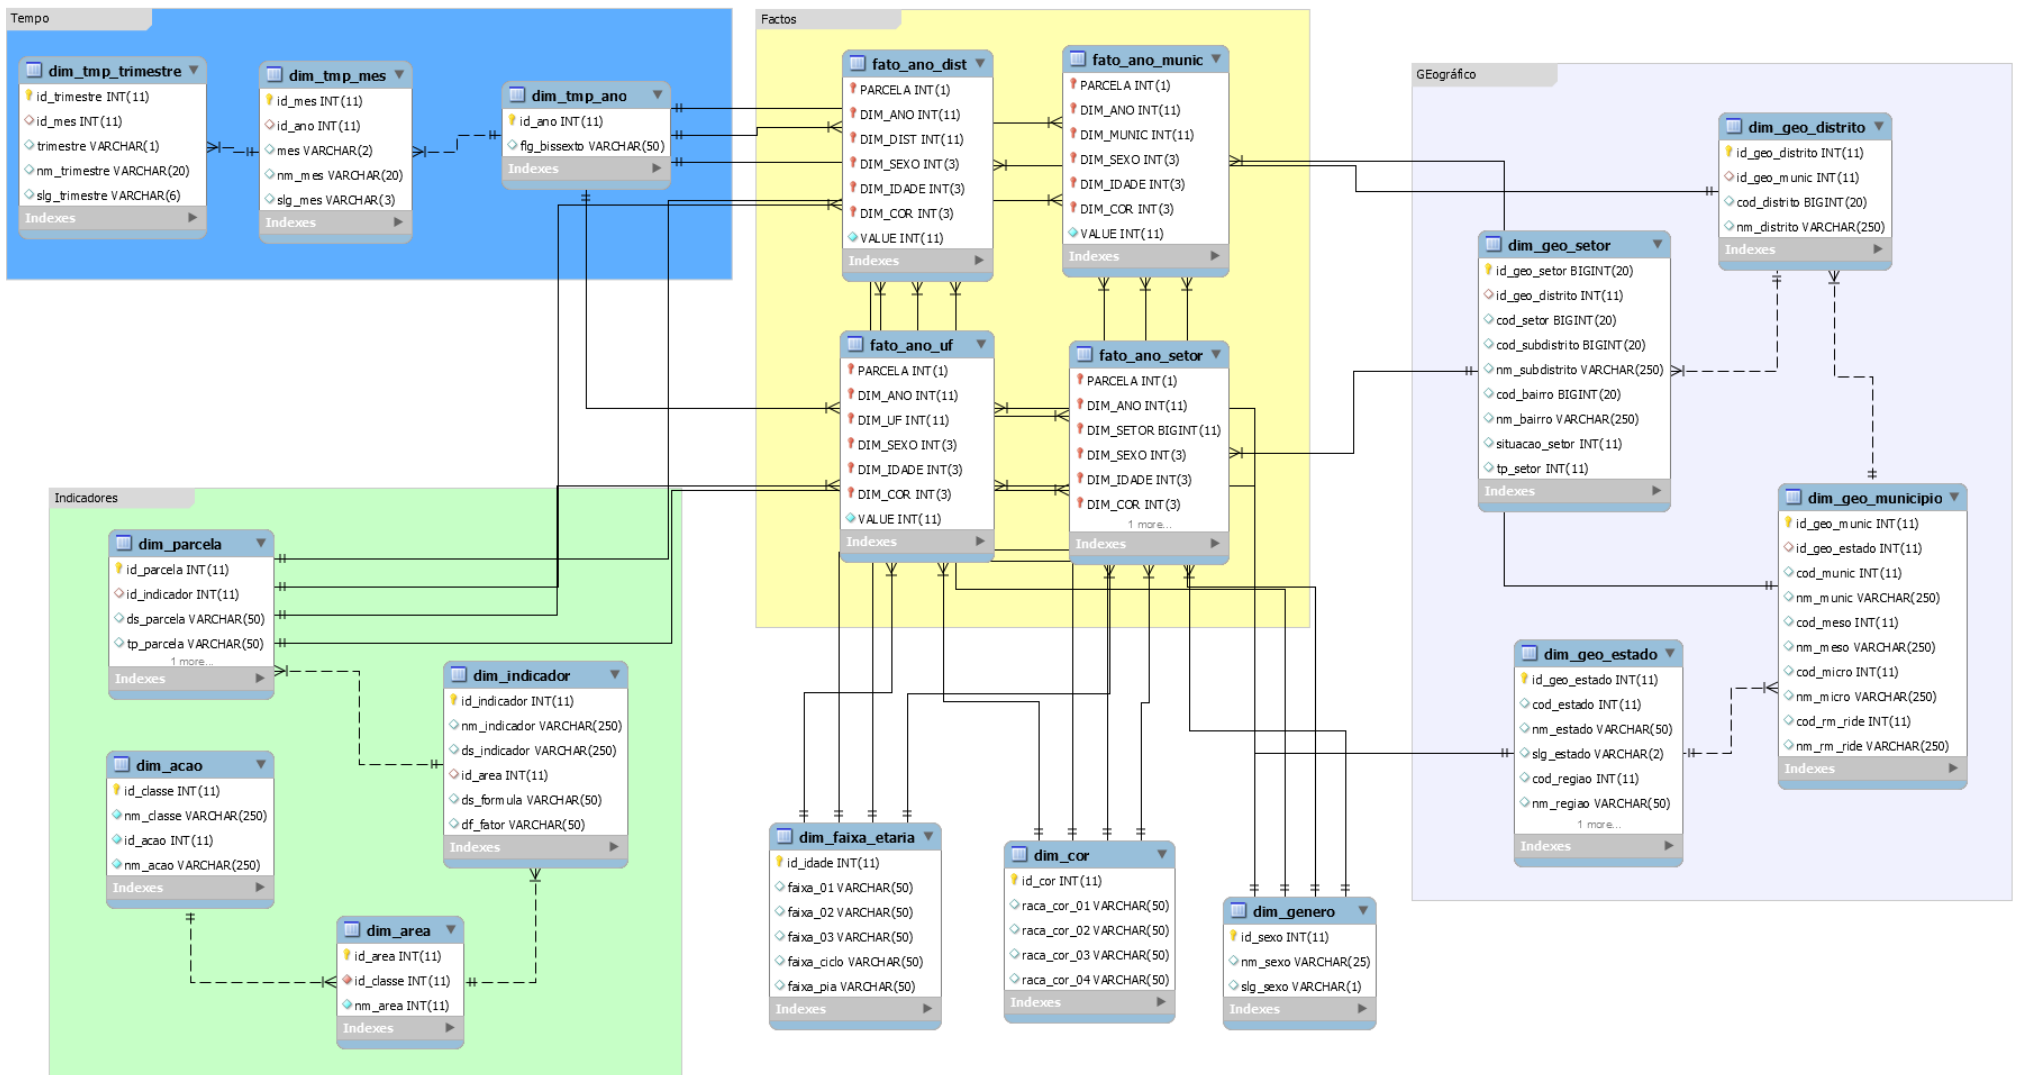 Tempo
dim_tmp_trimestre
id_trimestre INT(11)
id_mes INT(11)
trimestre VARCHAR(1)
nm_trimestre VARCHAR(20)
slg_trimestre VARCHAR(6)
Indexes
dim_tmp_mes
id_mes INT(11)
id_ano INT(11)
mes VARCHAR(2)
nm_mes VARCHAR(20)
slg_mes VARCHAR(3)
Indexes
dim_tmp_ano
id_ano INT(11)
flg_bissexto VARCHAR(50)
Indexes
Factos
fato_ano_dist
PARCELA INT(1)
DIM_ANO INT(11)
DIM_DIST INT(11)
DIM_SEXO INT(3)
DIM_IDADE INT(3)
DIM_COR INT(3)
VALUE INT(11)
Indexes
fato_ano_munic
PARCELA INT(1)
DIM_ANO INT(11)
DIM_MUNIC INT(11)
DIM_SEXO INT(3)
DIM_IDADE INT(3)
DIM_COR INT(3)
VALUE INT(11)
Indexes
fato_ano_uf
PARCELA INT(1)
DIM_ANO INT(11)
DIM_UF INT(11)
DIM_SEXO INT(3)
DIM_IDADE INT(3)
DIM_COR INT(3)
VALUE INT(11)
Indexes
fato_ano_setor
PARCELA INT(1)
DIM_ANO INT(11)
DIM_SETOR BIGINT(11)
DIM_SEXO INT(3)
DIM_IDADE INT(3)
DIM_COR INT(3)
1 more...
Indexes
GEográfico
dim_geo_distrito
id_geo_distrito INT(11)
id_geo_munic INT(11)
cod_distrito BIGINT(20)
nm_distrito VARCHAR(250)
Indexes
dim_geo_setor
id_geo_setor BIGINT(20)
id_geo_distrito INT(11)
cod_setor BIGINT(20)
cod_subdistrito BIGINT(20)
nm_subdistrito VARCHAR(250)
cod_bairro BIGINT(20)
nm_bairro VARCHAR(250)
situacao_setor INT(11)
tp_setor INT(11)
Indexes
dim_geo_municipio
id_geo_munic INT(11)
id_geo_estado INT(11)
cod_munic INT(11)
nm_munic VARCHAR(250)
cod_meso INT(11)
nm_meso VARCHAR(250)
cod_micro INT(11)
nm_micro VARCHAR(250)
cod_rm_ride INT(11)
nm_rm_ride VARCHAR(250)
Indexes
dim_geo_estado
id_geo_estado INT(11)
cod_estado INT(11)
nm_estado VARCHAR(50)
slg_estado VARCHAR(2)
cod_regiao INT(11)
nm_regiao VARCHAR(50)
1 more...
Indexes
Indicadores
dim_parcela
id_parcela INT(11)
id_indicador INT(11)
ds_parcela VARCHAR(50)
tp_parcela VARCHAR(50)
1 more...
Indexes
dim_indicador
id_indicador INT(11)
nm_indicador VARCHAR(250)
ds_indicador VARCHAR(250)
id_area INT(11)
ds_formula VARCHAR(50)
df_fator VARCHAR(50)
Indexes
dim_acao
id_classe INT(11)
nm_classe VARCHAR(250)
id_acao INT(11)
nm_acao VARCHAR(250)
Indexes
dim_area
id_area INT(11)
id_classe INT(11)
nm_area INT(11)
Indexes
dim_faixa_etaria
id_idade INT(11)
faixa_01 VARCHAR(50)
faixa_02 VARCHAR(50)
faixa_03 VARCHAR(50)
faixa_ciclo VARCHAR(50)
faixa_pia VARCHAR(50)
Indexes
dim_cor
id_cor INT(11)
raca_cor_01 VARCHAR(50)
raca_cor_02 VARCHAR(50)
raca_cor_03 VARCHAR(50)
raca_cor_04 VARCHAR(50)
Indexes
dim_genero
id_sexo INT(11)
nm_sexo VARCHAR(25)
slg_sexo VARCHAR(1)
Indexes